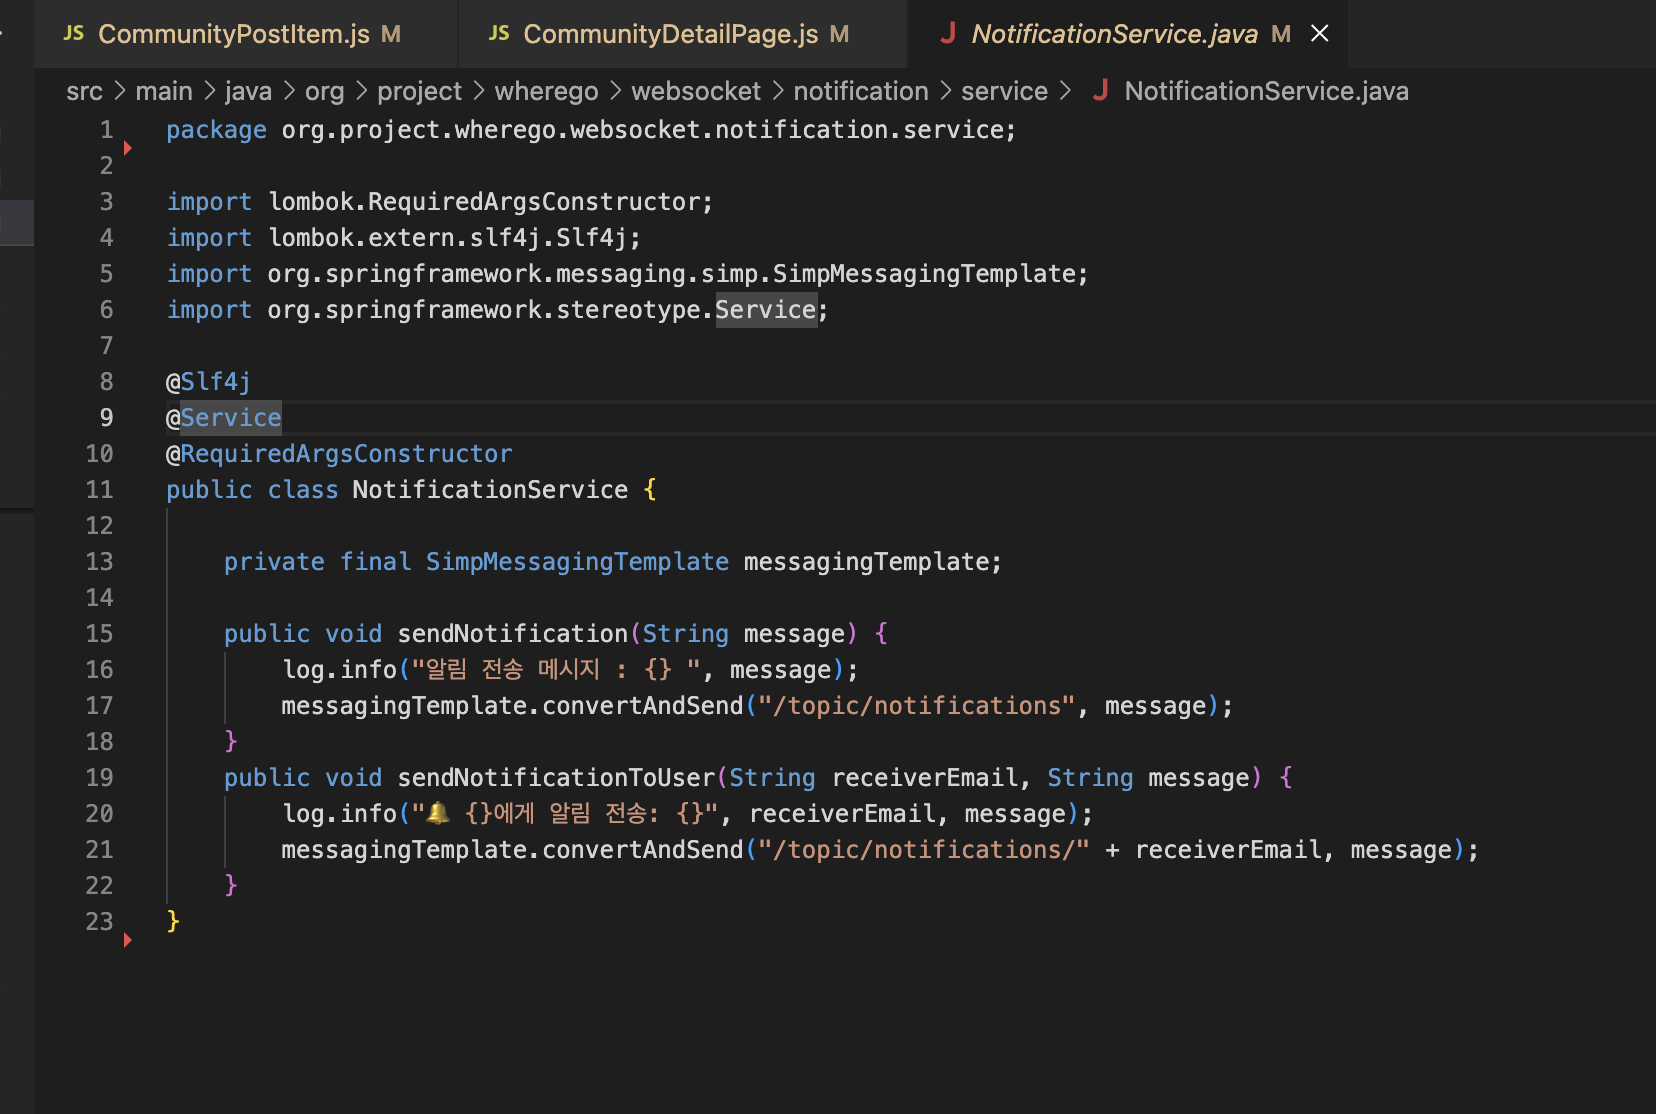 JS CommunityPostItem.js M JS CommunityDetailPage.js M J NotificationService.java M
src > main > java > org > project > wherego > websocket > notification > service > J NotificationService.java
1 package org.project.wherego.websocket.notification.service;
2
3 import lombok.RequiredArgsConstructor;
4 import lombok.extern.slf4j.Slf4j;
5 import org.springframework.messaging.simp.SimpMessagingTemplate;
6 import org.springframework.stereotype.Service;
7
8 @Slf4j
9 @Service
10 @RequiredArgsConstructor
11 public class NotificationService {
12
13 private final SimpMessagingTemplate messagingTemplate;
14
15 public void sendNotification(String message) {
16 log.info("알림 전송 메시지 : {} ", message);
17 messagingTemplate.convertAndSend("/topic/notifications", message);
18 }
19 public void sendNotificationToUser(String receiverEmail, String message) {
20 log.info("🔔 {}에게 알림 전송: {}", receiverEmail, message);
21 messagingTemplate.convertAndSend("/topic/notifications/" + receiverEmail, message);
22 }
23 }